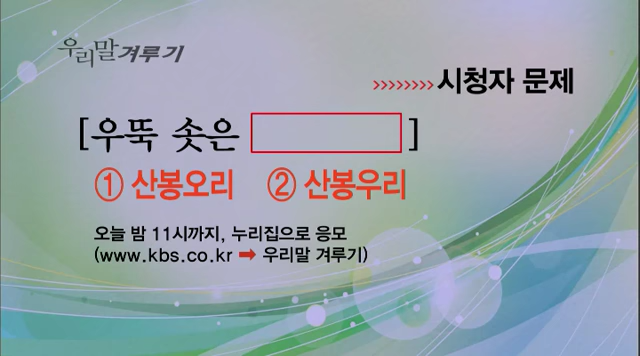 우리말 겨루기
>>>>>>>> 시청자 문제
[우뚝 솟은 ]
① 산봉오리 ② 산봉우리
오늘 밤 11시까지, 누리집으로 응모
(www.kbs.co.kr ➡ 우리말 겨루기)